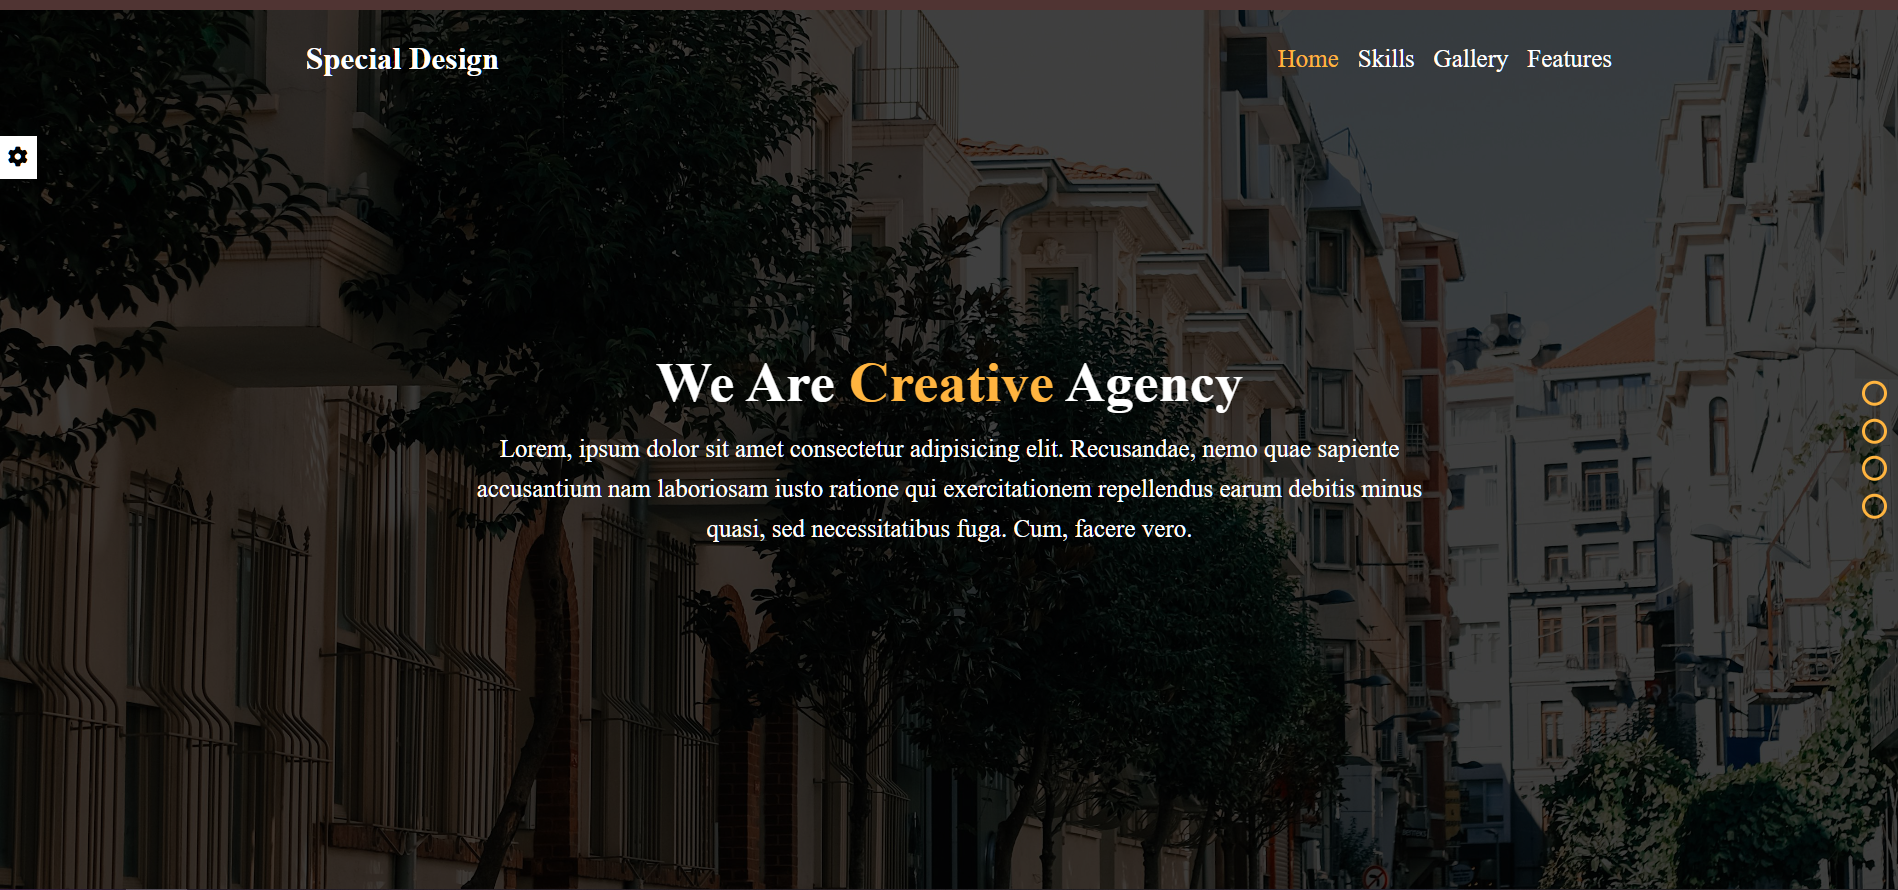 Special Design
Home Skills Gallery Features
We Are Creative Agency
Lorem, ipsum dolor sit amet consectetur adipisicing elit. Recusandae, nemo quae sapiente
accusantium nam laboriosam iusto ratione qui exercitationem repellendus earum debitis minus
quasi, sed necessitatibus fuga. Cum, facere vero.